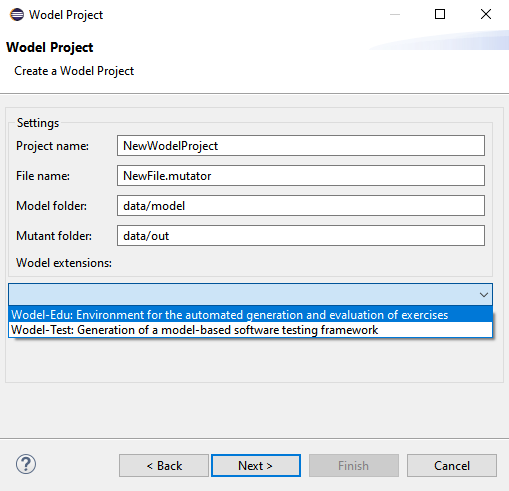 Wodel Project
Wodel Project
Create a Wodel Project
Settings
Project name: NewWodelProject
File name: NewFile.mutator
Model folder: data/model
Mutant folder: data/out
Wodel extensions:
Wodel-Edu: Environment for the automated generation and evaluation of exercises
Wodel-Test: Generation of a model-based software testing framework
? < Back Next > Finish Cancel